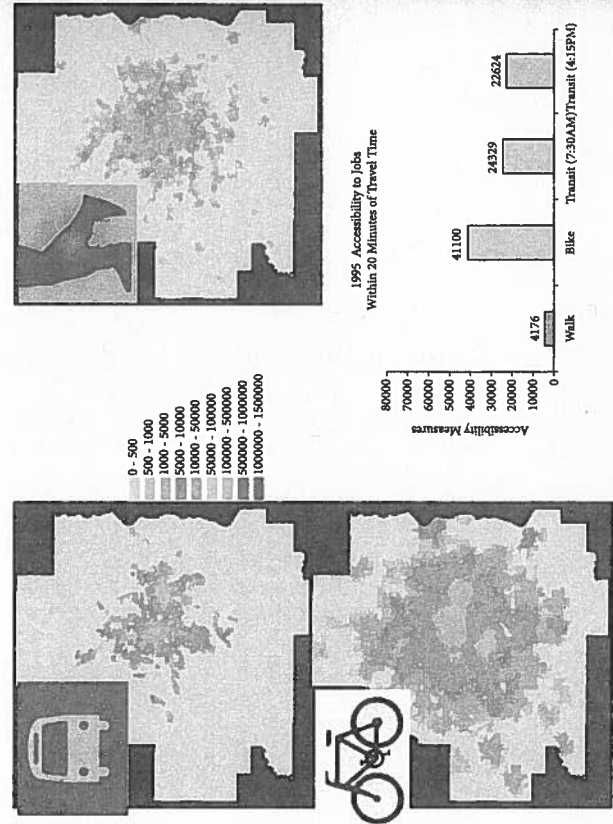 0 - 500
500 - 1000
1000 - 5000
5000 - 10000
10000 - 50000
50000 - 100000
100000 - 500000
500000 - 1000000
1000000 - 1500000
1995 Accessibility to Jobs
Within 20 Minutes of Travel Time
Accessibility Measures
80000
70000
60000
50000
40000
30000
20000
10000
0
4176
41100
24329
22624
Walk
Bike
Transit (7:30AM)
Transit (4:15PM)